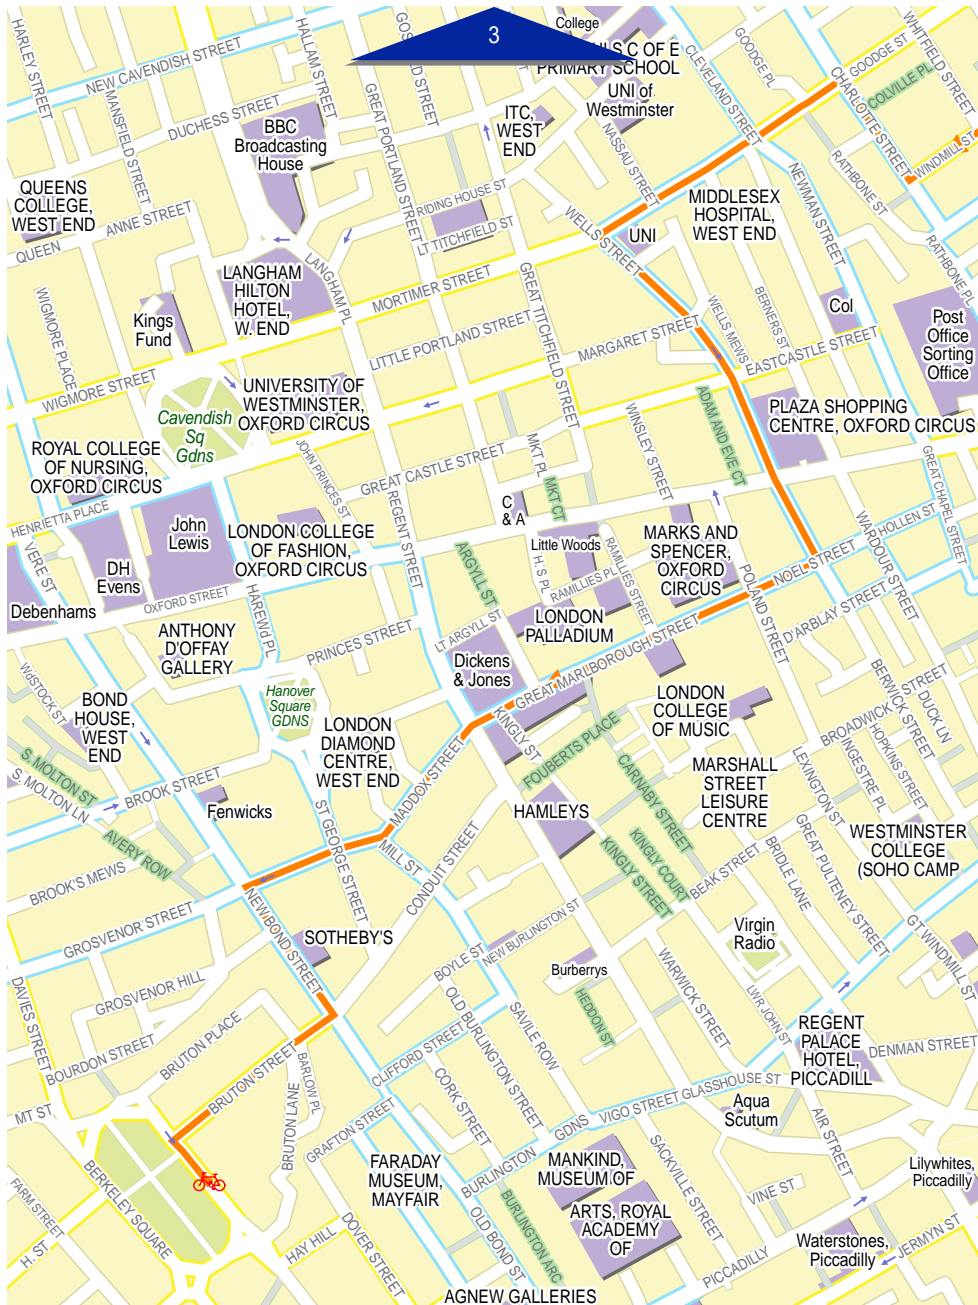 3
College
HARLEY STREET
NEW CAVENDISH STREET
HALLAM STREET
S C OF E
PRIMARY SCHOOL
CLEVELAND STREET
GOODGE PL
GOODGE ST
WHITFIELD STREET
COLVILLE PL
CHARLOTTE STREET
WINDMILL ST
MANSFIELD STREET
DUCHESS STREET
BBC
Broadcasting
House
GREAT PORTLAND STREET
ITC,
WEST
END
UNI of
Westminster
NASSAU STREET
RATHBONE ST
NEWMAN STREET
QUEENS
COLLEGE,
WEST END
QUEEN
ANNE STREET
RIDING HOUSE ST
LT TITCHFIELD ST
WELLS STREET
UNI
MIDDLESEX
HOSPITAL,
WEST END
RATHBONE PL
LANGHAM PL
LANGHAM
HILTON
HOTEL,
W. END
MORTIMER STREET
GREAT TITCHFIELD STREET
WIGMORE PLACE
Kings
Fund
LITTLE PORTLAND STREET
MARGARET STREET
WELLS MEWS
BERNERS ST
Col
Post
Office
Sorting
Office
EASTCASTLE STREET
WIGMORE STREET
Cavendish
Sq
Gdns
UNIVERSITY OF
WESTMINSTER,
OXFORD CIRCUS
ADAM AND EVE CT
PLAZA SHOPPING
CENTRE, OXFORD CIRCUS
ROYAL COLLEGE
OF NURSING,
OXFORD CIRCUS
JOHN PRINCES ST
GREAT CASTLE STREET
MKT PL
MKT CT
WINSLEY STREET
GREAT CHAPEL STREET
HENRIETTA PLACE
John
Lewis
LONDON COLLEGE
OF FASHION,
OXFORD CIRCUS
REGENT STREET
C
& A
Little Woods
MARKS AND
SPENCER,
OXFORD
CIRCUS
WARDOUR STREET
HOLLEN ST
VERE ST
DH
Evens
Debenhams
OXFORD STREET
HAREWd PL
ARGYLL ST
H.S PL
RAMILLIES PL
RAMILLIES STREET
POLAND STREET
NOEL STREET
D'ARBLAY STREET
ANTHONY
D'OFFAY
GALLERY
PRINCES STREET
LT ARGYLL ST
LONDON
PALLADIUM
WdSTOCK ST
BOND
HOUSE,
WEST
END
Hanover
Square
GDNS
Dickens
& Jones
GREAT MARLBOROUGH STREET
BERWICK STREET
DUCK LN
LONDON
COLLEGE
OF MUSIC
BROADWICK STREET
S. MOLTON ST
S. MOLTON LN
BROOK STREET
LONDON
DIAMOND
CENTRE,
WEST END
MADDOX STREET
KINGLY ST
FOUBERTS PLACE
CARNABY STREET
MARSHALL
STREET
LEISURE
CENTRE
LEXINGTON ST
INGESTRE PL
HOPKINS STREET
Fenwicks
HAMLEYS
ST GEORGE STREET
MILL ST
AVERY ROW
BROOK'S MEWS
CONDUIT STREET
KINGLY STREET
KINGLY COURT
BEAK STREET
BRIDLE LANE
GREAT PULTENEY STREET
WESTMINSTER
COLLEGE
(SOHO CAMP
GROSVENOR STREET
NEW BOND STREET
SOTHEBY'S
Virgin
Radio
GT WINDMILL ST
GROSVENOR HILL
BOYLE ST
NEW BURLINGTON ST
Burberrys
WARWICK STREET
LWR JOHN ST
DAVIES STREET
BOURDON STREET
BRUTON PLACE
OLD BURLINGTON STREET
SAVILE ROW
HEDDON ST
REGENT
PALACE
HOTEL,
PICCADILL
DENMAN STREET
MT ST
BRUTON STREET
BARLOW PL
CLIFFORD STREET
CORK STREET
GLASSHOUSE ST
VIGO STREET
GDNS
BURLINGTON
Aqua
Scutum
AIR STREET
BERKELEY SQUARE
BRUTON LANE
GRAFTON STREET
FARADAY
MUSEUM,
MAYFAIR
MANKIND,
MUSEUM OF
SACKVILLE STREET
Lilywhites,
Piccadilly
FARM STREET
H. ST
HAY HILL
DOVER STREET
OLD BOND ST
BURLINGTON ARC
ARTS, ROYAL
ACADEMY
OF
VINE ST
Waterstones,
Piccadilly
JERMYN ST
PICCADILLY
AGNEW GALLERIES